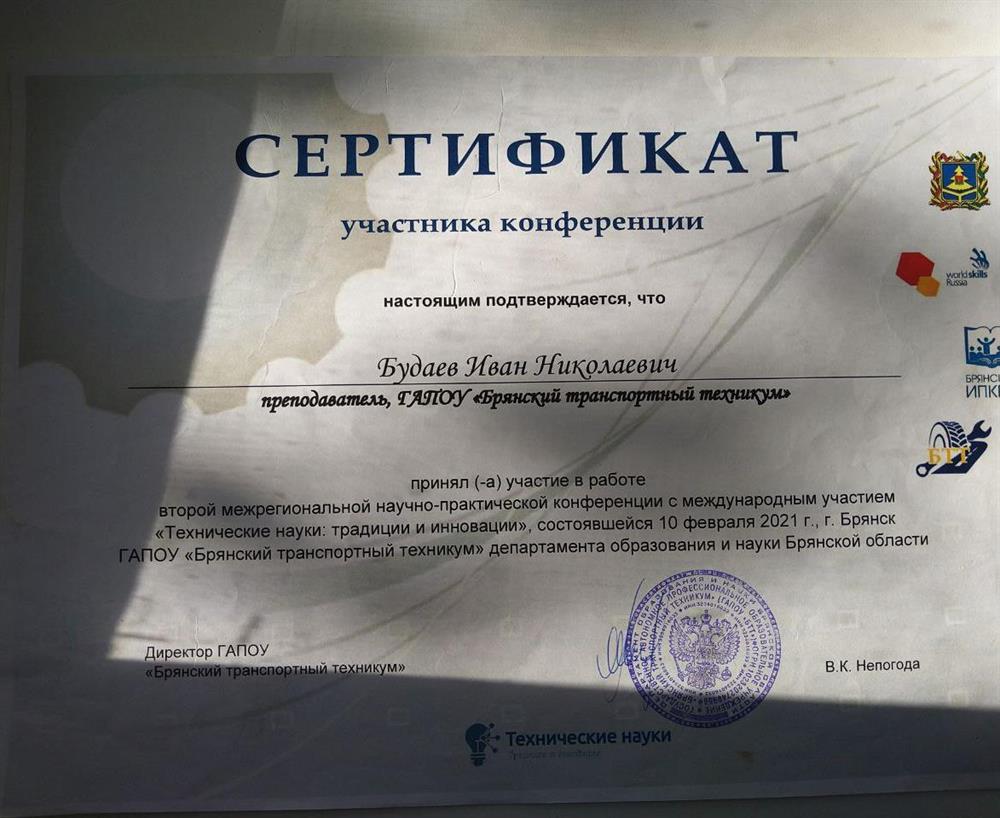 СЕРТИФИКАТ
участника конференции
настоящим подтверждается, что
Будаев Иван Николаевич
преподаватель, ГАПОУ «Брянский транспортный техникум»
принял (-а) участие в работе
второй межрегиональной научно-практической конференции с международным участием
«Технические науки: традиции и инновации», состоявшейся 10 февраля 2021 г., г. Брянск
ГАПОУ «Брянский транспортный техникум» департамента образования и науки Брянской области
Директор ГАПОУ
«Брянский транспортный техникум»
В.К. Непогода
Технические науки
worldskills
Russia
БТТ